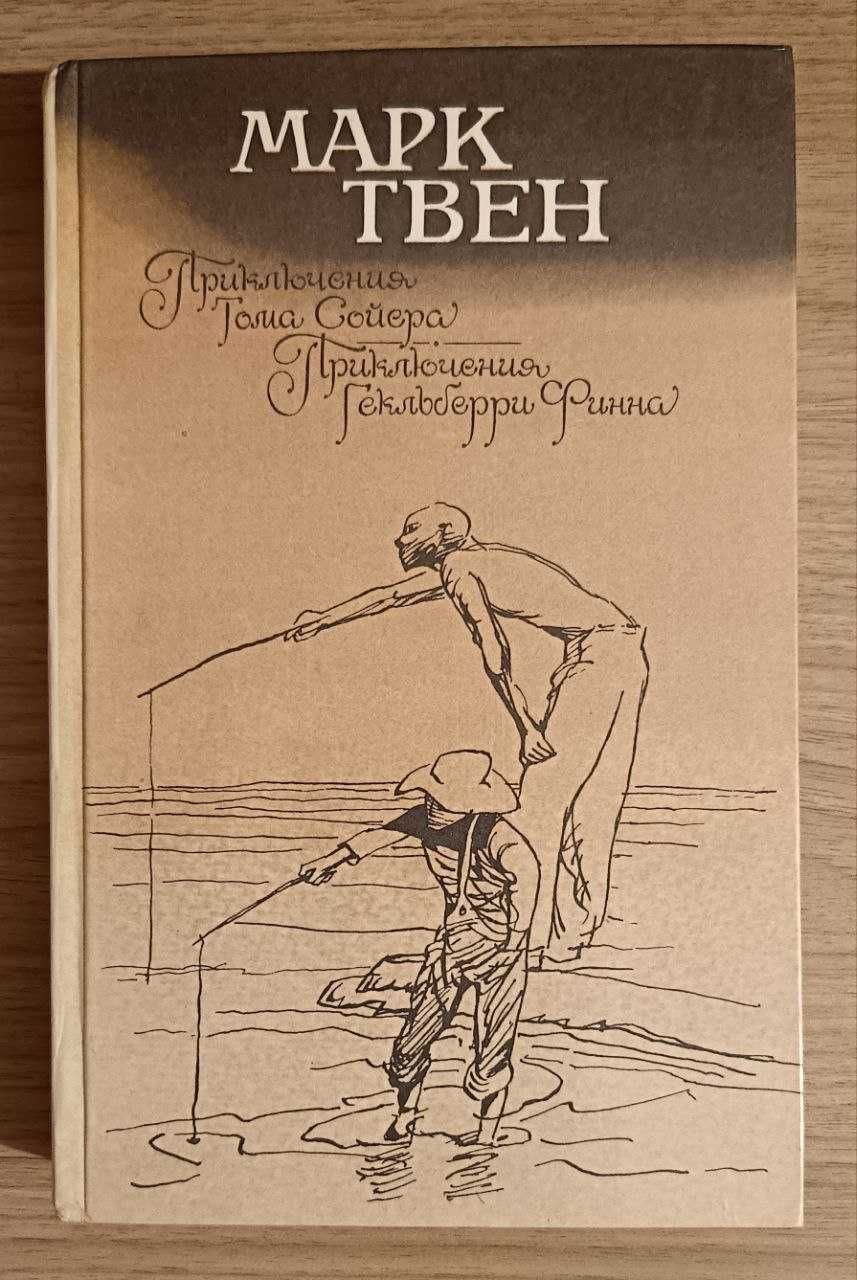 МАРК
ТВЕН
Приключения
Тома Сойера
Приключения
Гекльберри Финна